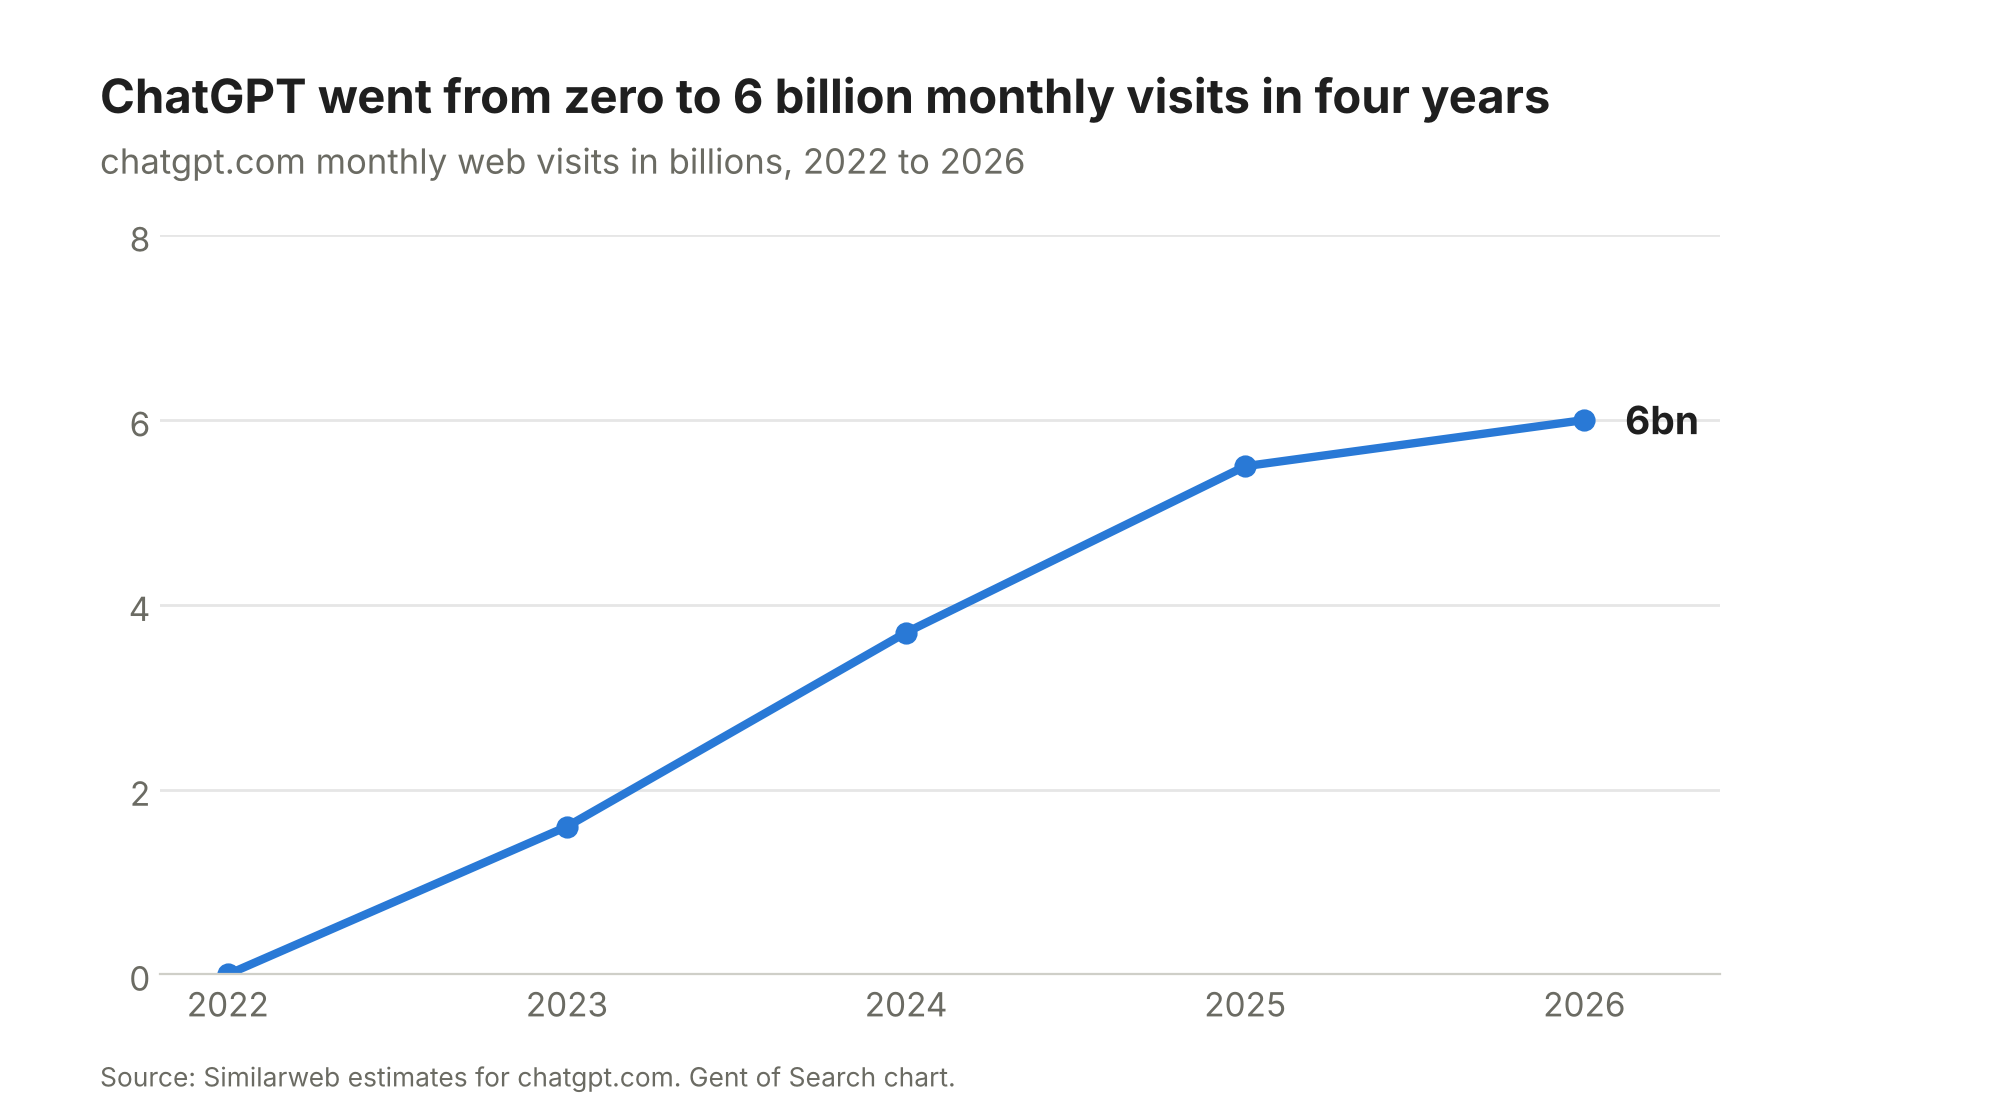 ChatGPT went from zero to 6 billion monthly visits in four years
chatgpt.com monthly web visits in billions, 2022 to 2026
8
6
6bn
4
2
0
2022 2023 2024 2025 2026
Source: Similarweb estimates for chatgpt.com. Gent of Search chart.